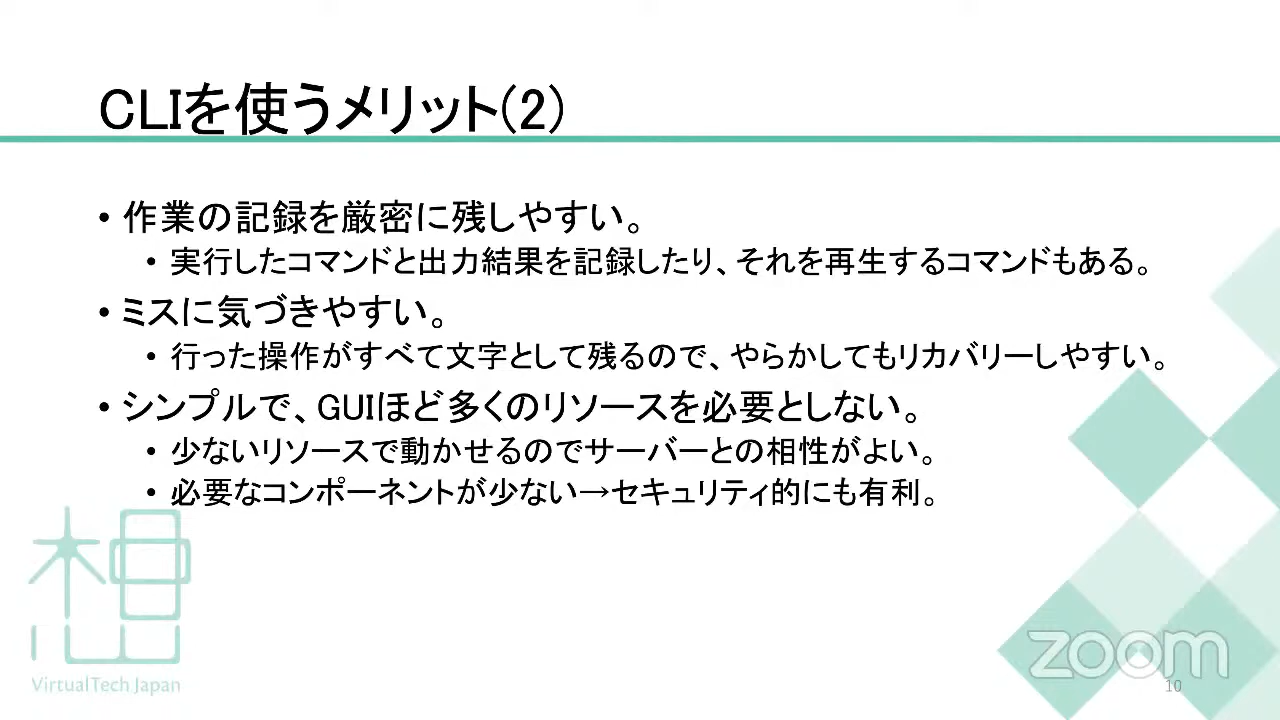 CLIを使うメリット(2)
• 作業の記録を厳密に残しやすい。
• 実行したコマンドと出力結果を記録したり、それを再生するコマンドもある。
• ミスに気づきやすい。
• 行った操作がすべて文字として残るので、やらかしてもリカバリーしやすい。
• シンプルで、GUIほど多くのリソースを必要としない。
• 少ないリソースで動かせるのでサーバーとの相性がよい。
• 必要なコンポーネントが少ない→セキュリティ的にも有利。
想
VirtualTech Japan
zoom
10